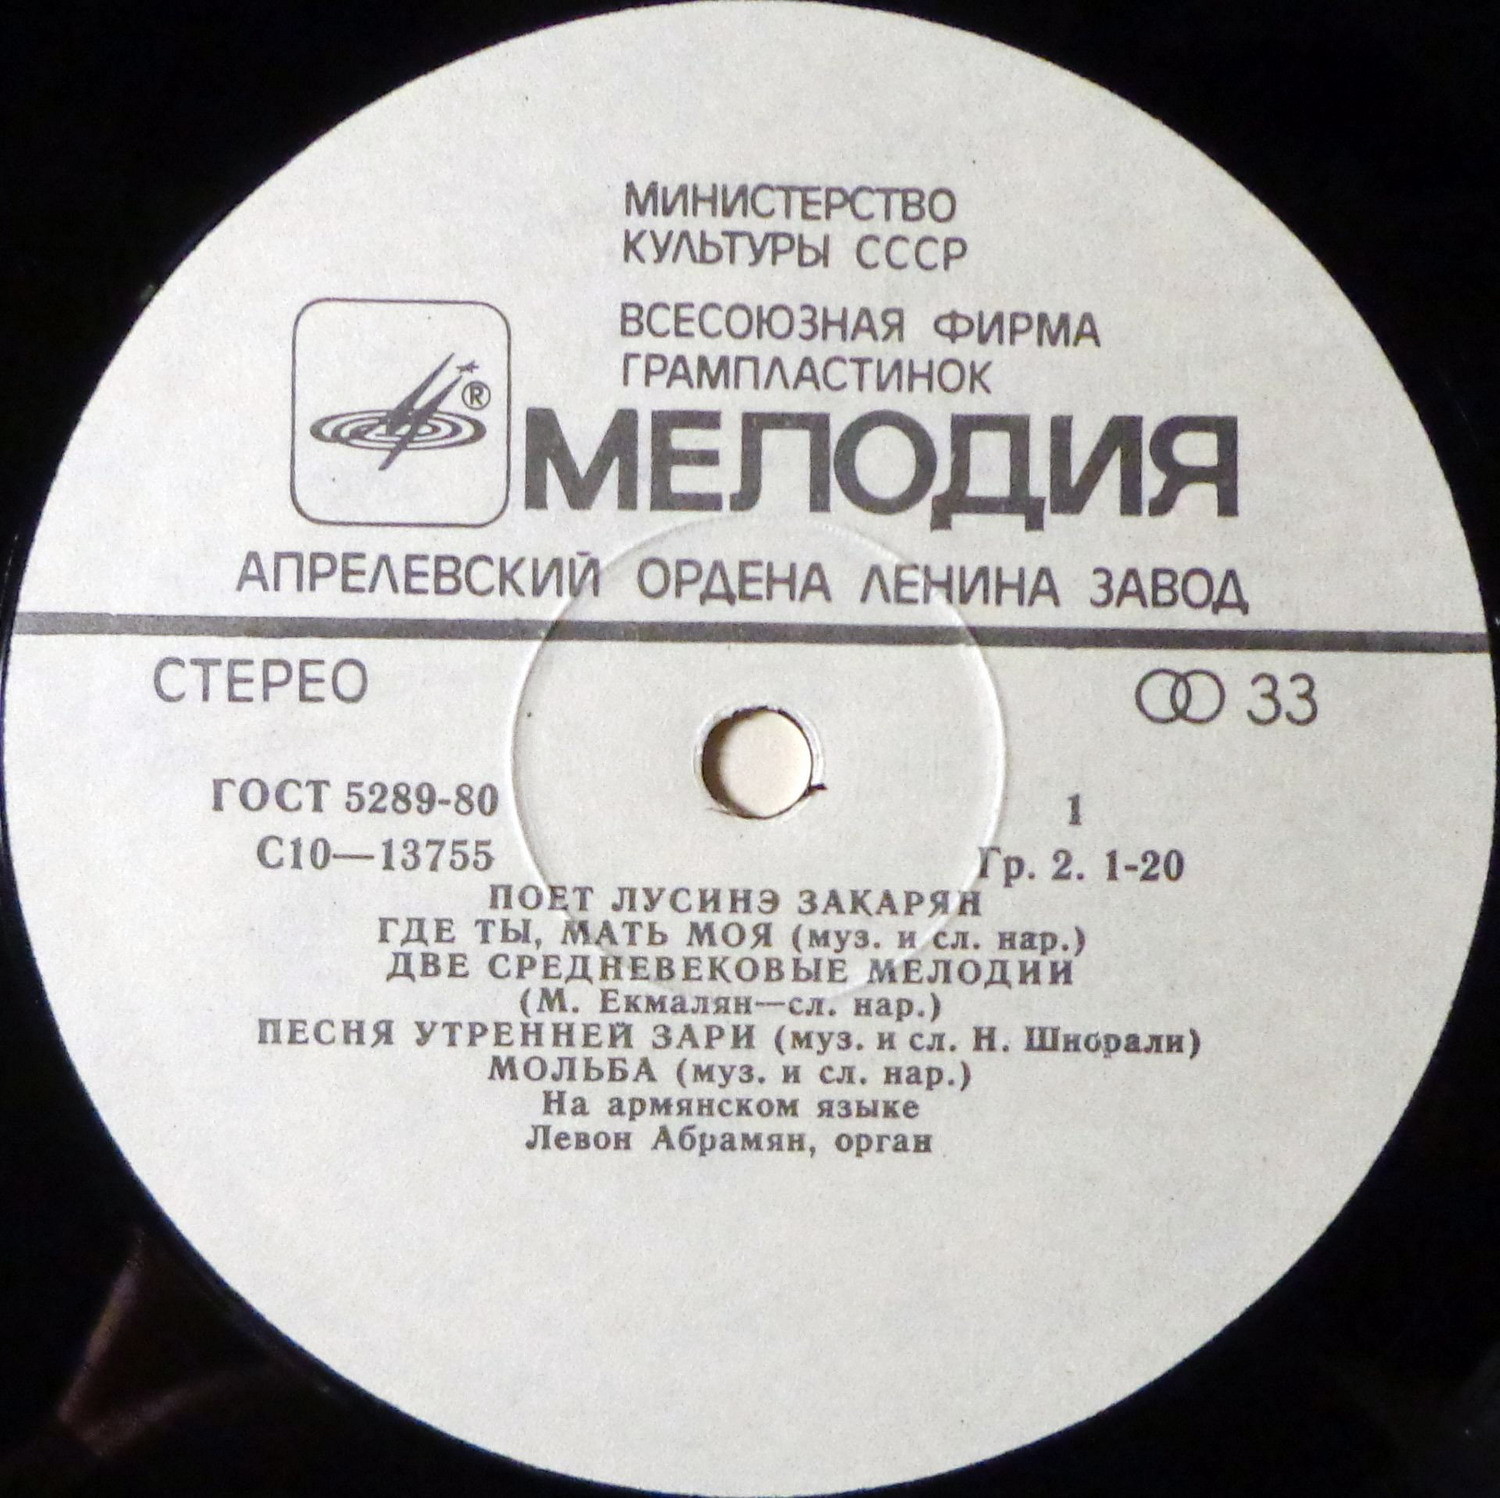 МИНИСТЕРСТВО
КУЛЬТУРЫ СССР
ВСЕСОЮЗНАЯ ФИРМА
ГРАМПЛАСТИНОК
®
МЕЛОДИЯ
АПРЕЛЕВСКИЙ ОРДЕНА ЛЕНИНА ЗАВОД
СТЕРЕО 33
ГОСТ 5289-80 1
С10—13755 Гр. 2. 1-20
ПОЕТ ЛУСИНЭ ЗАКАРЯН
ГДЕ ТЫ, МАТЬ МОЯ (муз. и сл. нар.)
ДВЕ СРЕДНЕВЕКОВЫЕ МЕЛОДИИ
(М. Екмалян—сл. нар.)
ПЕСНЯ УТРЕННЕЙ ЗАРИ (муз. и сл. Н. Шнорали)
МОЛЬБА (муз. и сл. нар.)
На армянском языке
Левон Абрамян, орган